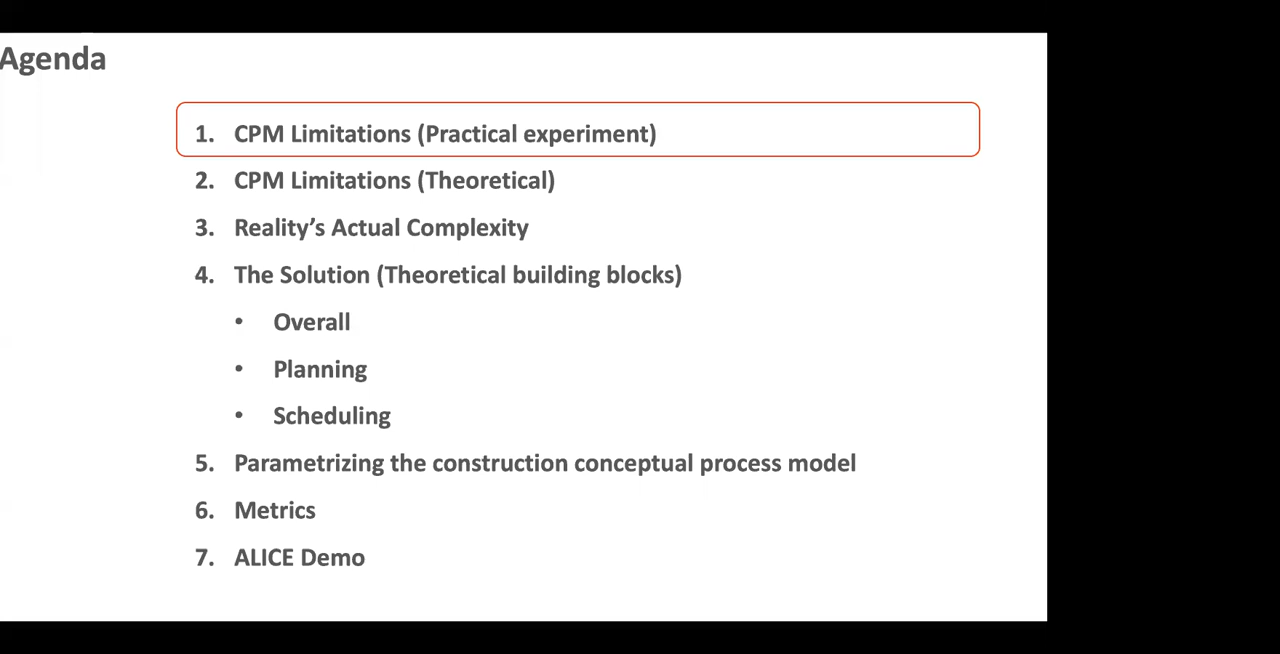 Agenda
1. CPM Limitations (Practical experiment)
2. CPM Limitations (Theoretical)
3. Reality’s Actual Complexity
4. The Solution (Theoretical building blocks)
• Overall
• Planning
• Scheduling
5. Parametrizing the construction conceptual process model
6. Metrics
7. ALICE Demo